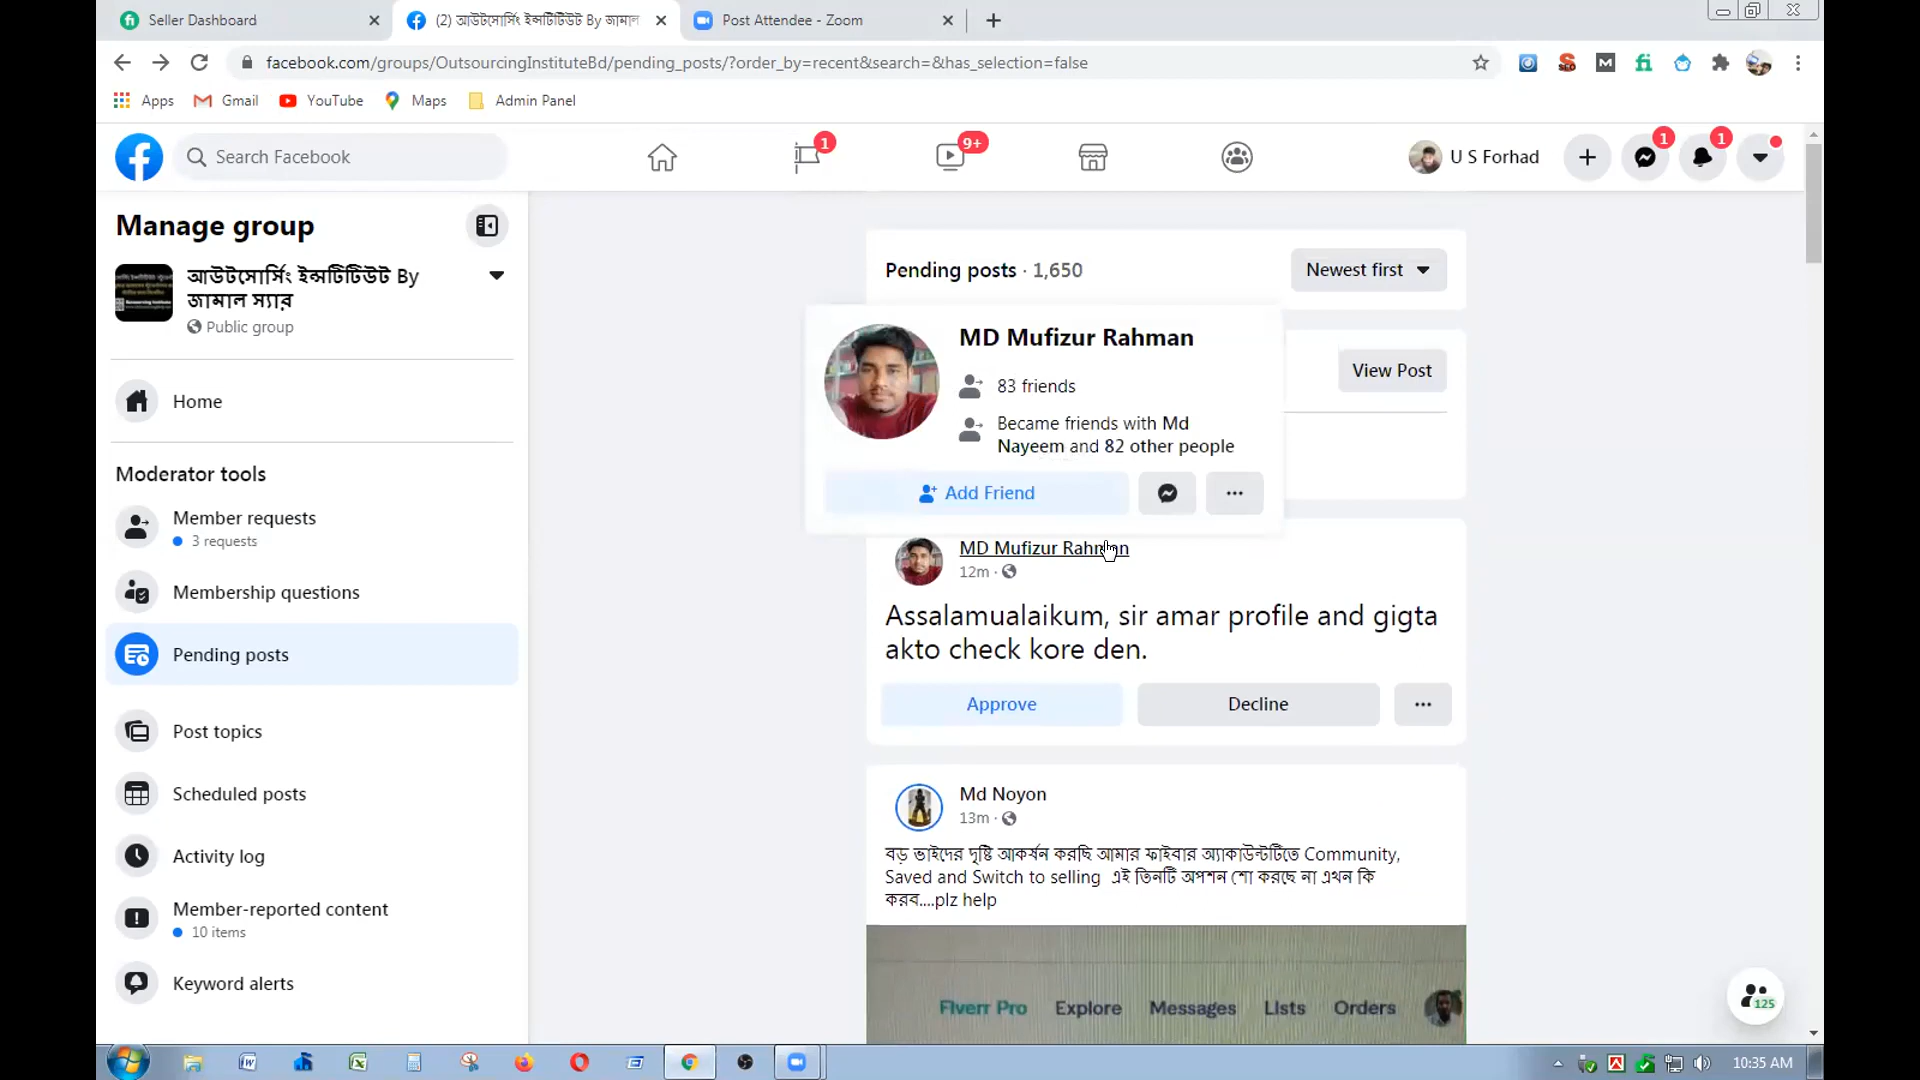 Seller Dashboard
(2) আউটসোর্সিং ইন্সটিটিউট By জামাল
Post Attendee - Zoom
facebook.com/groups/OutsourcingInstituteBd/pending_posts/?order_by=recent&search=&has_selection=false
Apps
Gmail
YouTube
Maps
Admin Panel
Search Facebook
1
9+
U S Forhad
1
1
Manage group
আউটসোর্সিং ইন্সটিটিউট By
জামাল স্যার
Public group
Home
Moderator tools
Member requests
3 requests
Membership questions
Pending posts
Post topics
Scheduled posts
Activity log
Member-reported content
10 items
Keyword alerts
Pending posts · 1,650
Newest first
MD Mufizur Rahman
83 friends
Became friends with Md
Nayeem and 82 other people
Add Friend
View Post
MD Mufizur Rahman
12m
Assalamualaikum, sir amar profile and gigta
akto check kore den.
Approve
Decline
Md Noyon
13m
বড় ভাইদের দৃষ্টি আকর্ষন করছি আমার ফাইবার অ্যাকাউন্টটিতে Community,
Saved and Switch to selling এই তিনটি অপশন শো করছে না এখন কি
করব....plz help
Fiverr Pro
Explore
Messages
Lists
Orders
125
10:35 AM